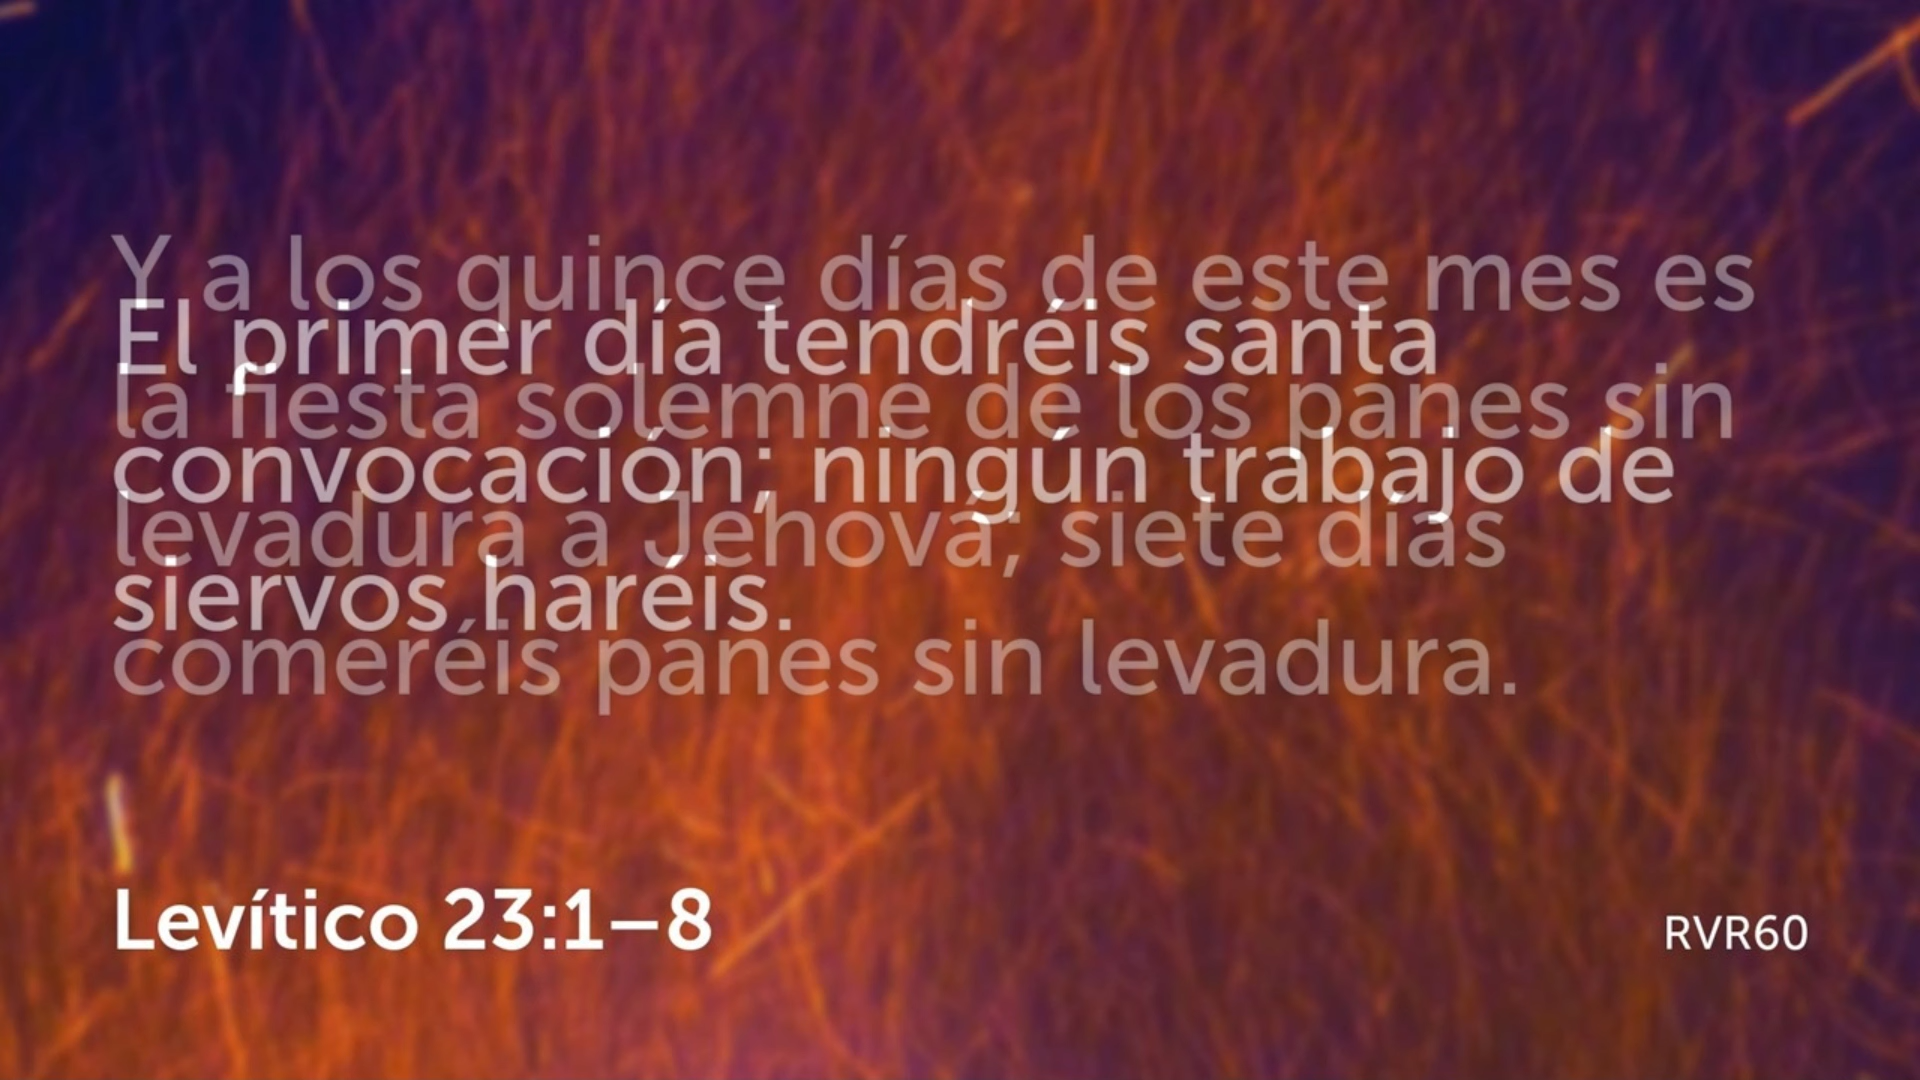 Y a los quince días de este mes es
la fiesta solemne de los panes sin
levadura a Jehová; siete días
comeréis panes sin levadura.
El primer día tendréis santa
convocación; ningún trabajo de
siervos haréis.
Levítico 23:1–8
RVR60